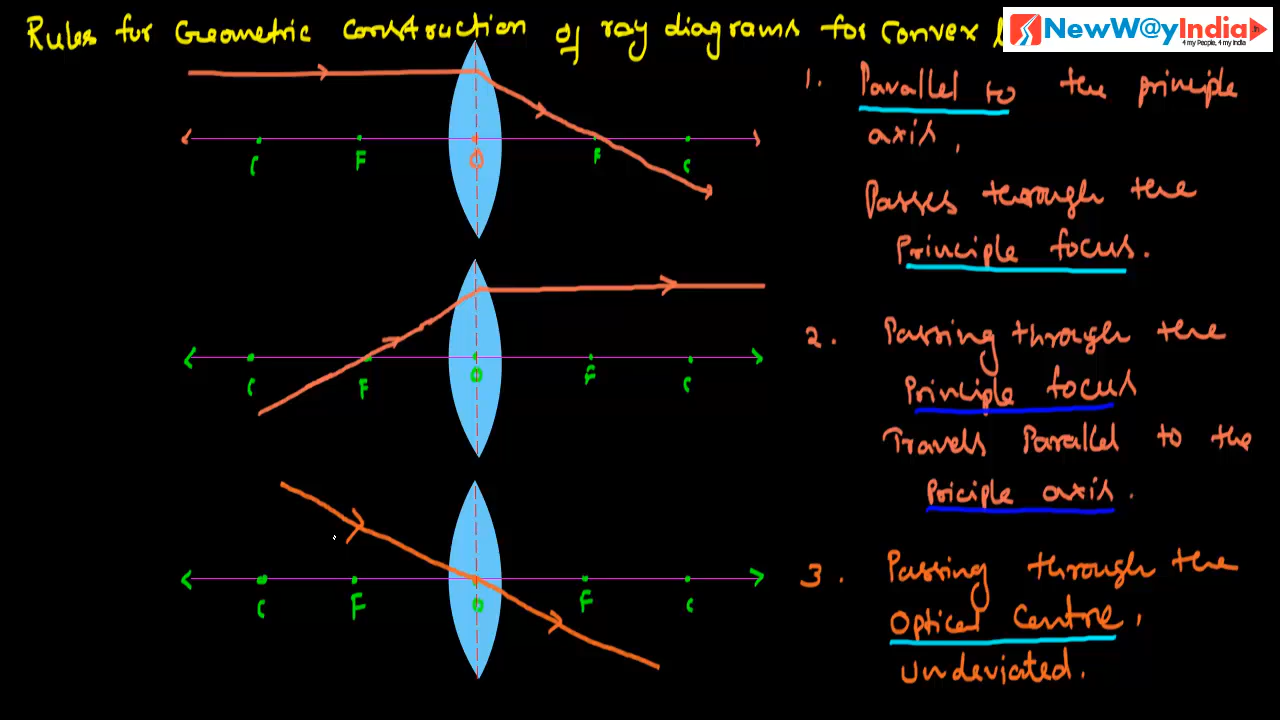 Rules for Geometric construction of ray diagrams for convex
NewW@yIndia
4 my People, 4 my India
1. Parallel to the principle
axis,
Passes through the
Principle focus.
C F O F C
2. Passing through the
Principle focus
Travels Parallel to the
Priciple axis.
C F O F C
3. Passing through the
Optical Centre,
undeviated.
C F O F C